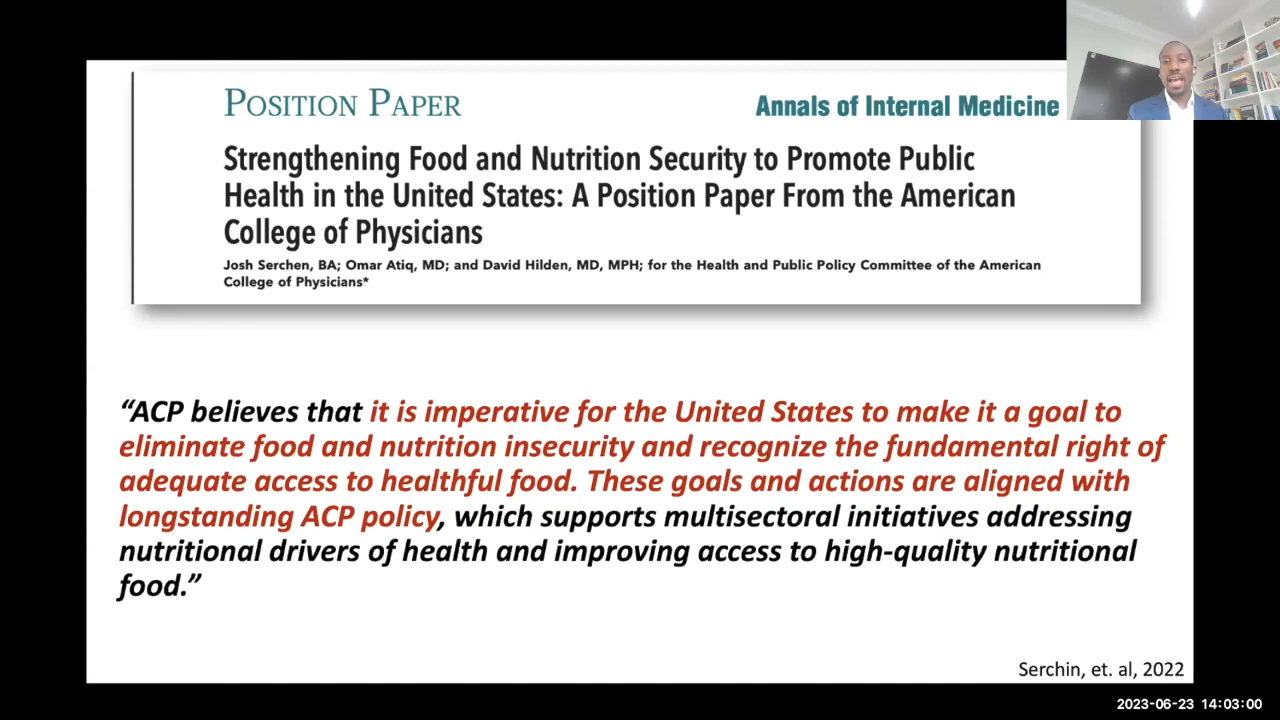 POSITION PAPER
Annals of Internal Medicine
Strengthening Food and Nutrition Security to Promote Public
Health in the United States: A Position Paper From the American
College of Physicians
Josh Serchen, BA; Omar Atiq, MD; and David Hilden, MD, MPH; for the Health and Public Policy Committee of the American
College of Physicians*
“ACP believes that it is imperative for the United States to make it a goal to
eliminate food and nutrition insecurity and recognize the fundamental right of
adequate access to healthful food. These goals and actions are aligned with
longstanding ACP policy, which supports multisectoral initiatives addressing
nutritional drivers of health and improving access to high-quality nutritional
food.”
Serchin, et. al, 2022
2023-06-23 14:03:00